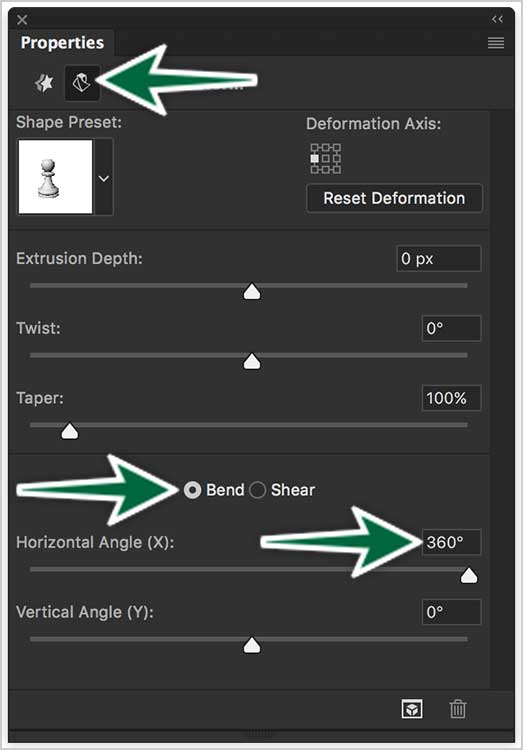 Properties
Shape Preset:
Deformation Axis:
Reset Deformation
Extrusion Depth:
0 px
Twist:
0°
Taper:
100%
Bend
Shear
Horizontal Angle (X):
360°
Vertical Angle (Y):
0°